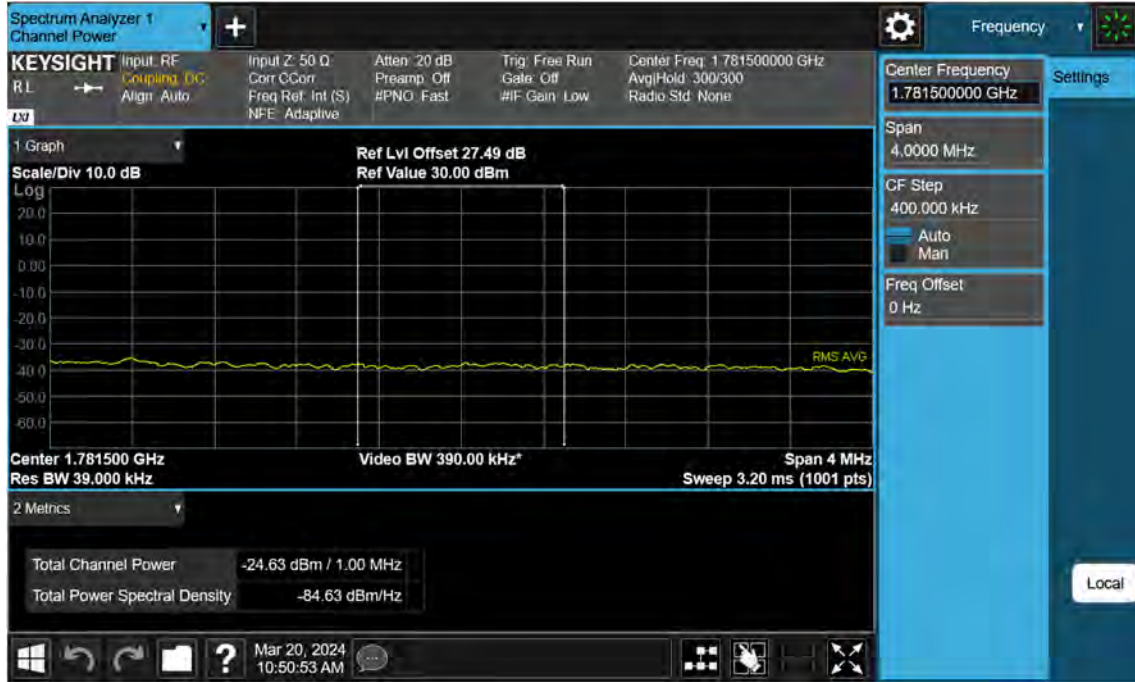 Spectrum Analyzer 1
Channel Power
+
Frequency
KEYSIGHT
RL
LXI
Input: RF
Coupling: DC
Align: Auto
Input Z: 50 Ω
Corr CCorr
Freq Ref: Int (S)
NFE: Adaptive
Atten: 20 dB
Preamp: Off
#PNO: Fast
Trig: Free Run
Gate: Off
#IF Gain: Low
Center Freq: 1.781500000 GHz
Avg|Hold: 300/300
Radio Std: None
Center Frequency
1.781500000 GHz
Settings
Span
4.0000 MHz
CF Step
400.000 kHz
Auto
Man
Freq Offset
0 Hz
1 Graph
Scale/Div 10.0 dB
Ref Lvl Offset 27.49 dB
Ref Value 30.00 dBm
Log
20.0
10.0
0.00
-10.0
-20.0
-30.0
-40.0
-50.0
-60.0
RMS AVG
Center 1.781500 GHz
Video BW 390.00 kHz*
Span 4 MHz
Res BW 39.000 kHz
Sweep 3.20 ms (1001 pts)
2 Metrics
Total Channel Power -24.63 dBm / 1.00 MHz
Total Power Spectral Density -84.63 dBm/Hz
Local
?
Mar 20, 2024
10:50:53 AM